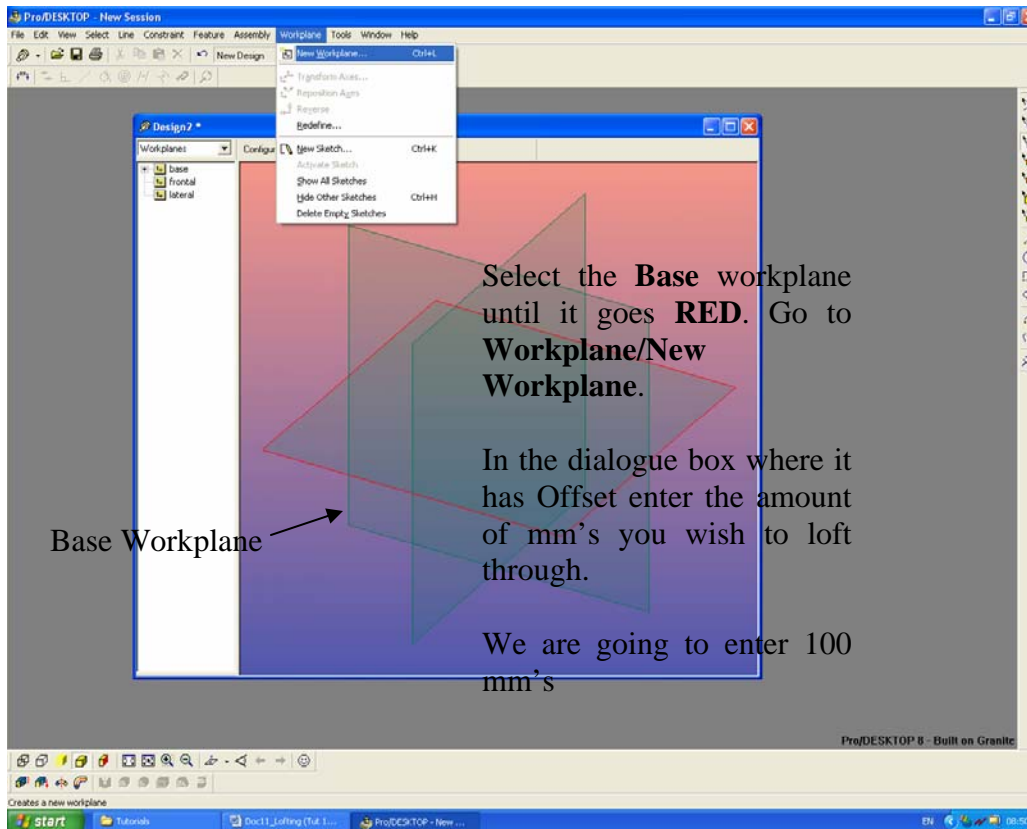 Pro/DESKTOP - New Session
File Edit View Select Line Constraint Feature Assembly Workplane Tools Window Help
New Design
New Workplane... Ctrl+L
Transform Axes...
Reposition Axes
Reverse
Redefine...
New Sketch... Ctrl+K
Activate Sketch
Show All Sketches
Hide Other Sketches Ctrl+H
Delete Empty Sketches
Design2 *
Workplanes
base
frontal
lateral
Select the Base workplane
until it goes RED. Go to
Workplane/New
Workplane.
In the dialogue box where it
has Offset enter the amount
of mm’s you wish to loft
through.
We are going to enter 100
mm’s
Base Workplane
Pro/DESKTOP 8 - Built on Granite
Creates a new workplane
start Tutorials Doc11_Lofting (Tut 1... Pro/DESKTOP - New ... EN